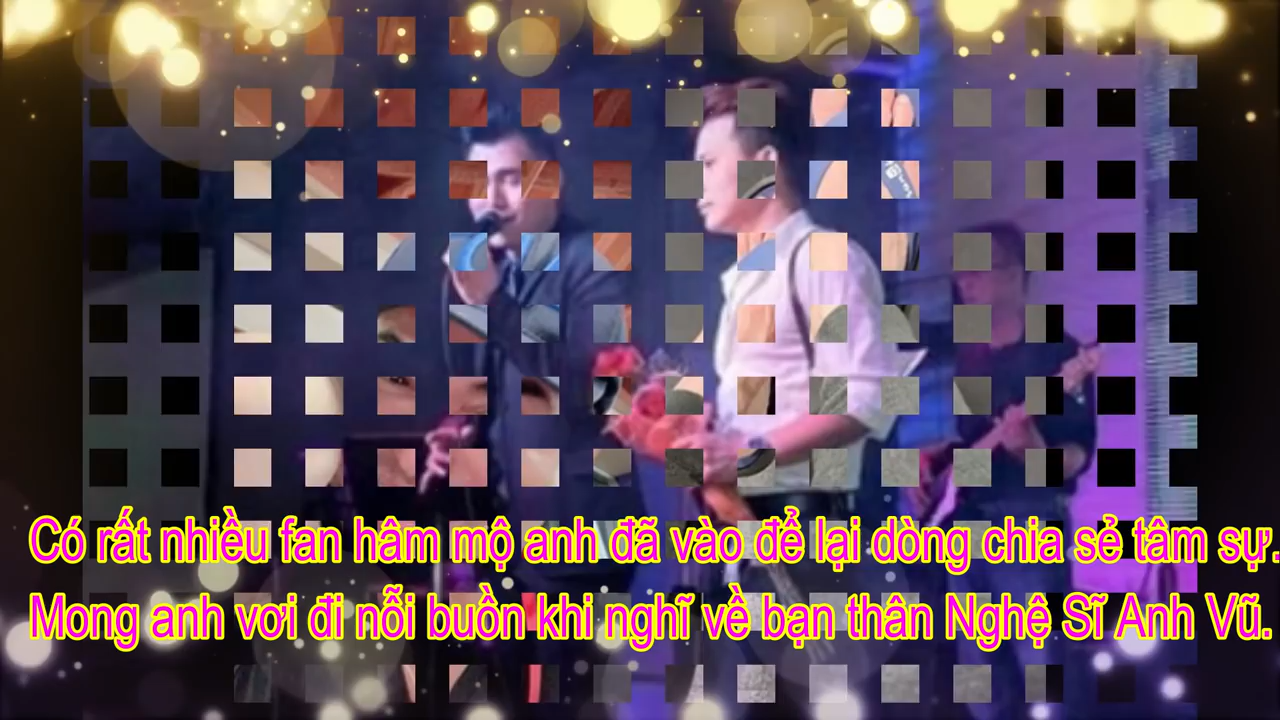 Có rất nhiều fan hâm mộ anh đã vào để lại dòng chia sẻ tâm sự.
Mong anh vơi đi nỗi buồn khi nghĩ về bạn thân Nghệ Sĩ Anh Vũ.